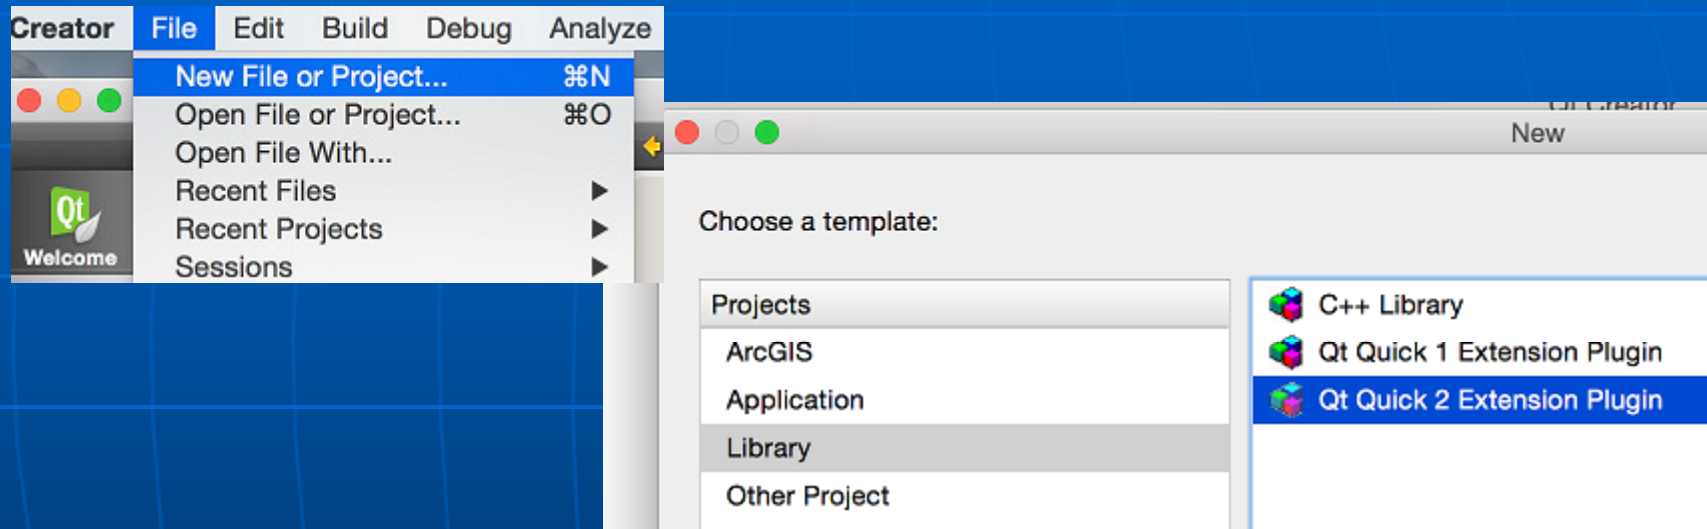 Creator File Edit Build Debug Analyze
New File or Project... ⌘N
Open File or Project... ⌘O
Open File With...
Recent Files
Recent Projects
Sessions
Qt
Welcome
Qt Creator
New
Choose a template:
Projects
ArcGIS
Application
Library
Other Project
C++ Library
Qt Quick 1 Extension Plugin
Qt Quick 2 Extension Plugin